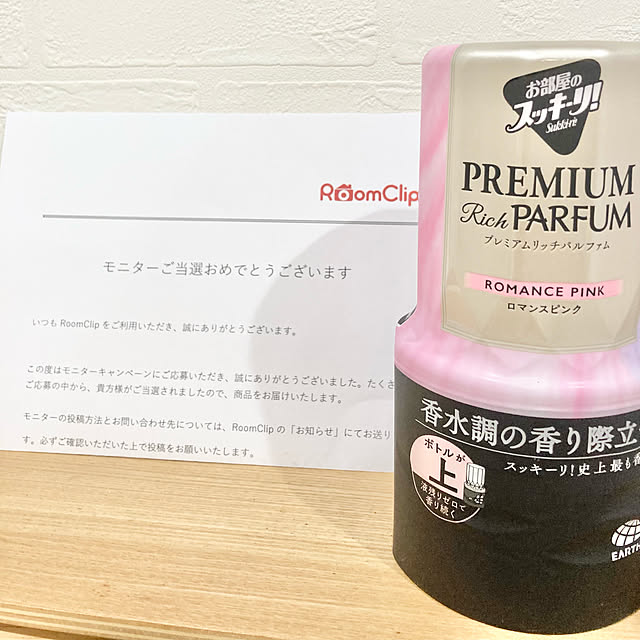 RoomClip
モニターご当選おめでとうございます
いつも RoomClip をご利用いただき、誠にありがとうございます。
この度はモニターキャンペーンにご応募いただき、誠にありがとうございました。たくさ
ご応募の中から、貴方様がご当選されましたので、商品をお届けいたします。
モニターの投稿方法とお問い合わせ先については、RoomClip の「お知らせ」にてお送り
す。必ずご確認いただいた上で投稿をお願いいたします。
お部屋の
スッキーリ!
Sukki-ri
PREMIUM
Rich PARFUM
プレミアムリッチパルファム
ROMANCE PINK
ロマンスピンク
香水調の香り際立
スッキーリ!史上最も香
ボトルが
上
液残りゼロで
香り続く
EARTH